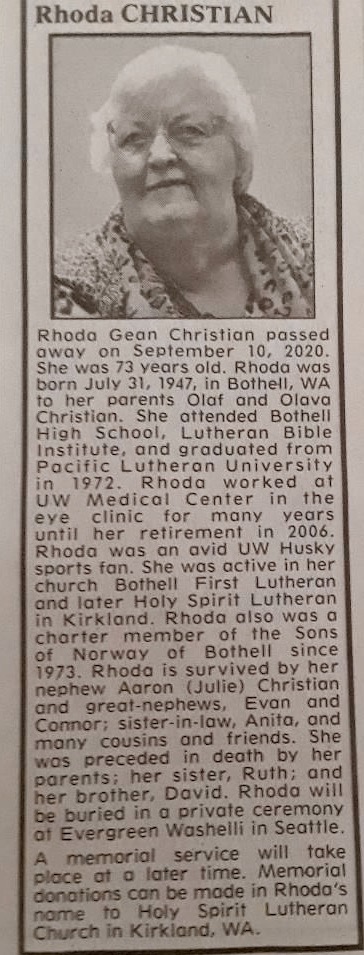 Rhoda CHRISTIAN
Rhoda Gean Christian passed
away on September 10, 2020.
She was 73 years old. Rhoda was
born July 31, 1947, in Bothell, WA
to her parents Olaf and Olava
Christian. She attended Bothell
High School, Lutheran Bible
Institute, and graduated from
Pacific Lutheran University
in 1972. Rhoda worked at
UW Medical Center in the
eye clinic for many years
until her retirement in 2006.
Rhoda was an avid UW Husky
sports fan. She was active in her
church Bothell First Lutheran
and later Holy Spirit Lutheran
in Kirkland. Rhoda also was a
charter member of the Sons
of Norway of Bothell since
1973. Rhoda is survived by her
nephew Aaron (Julie) Christian
and great-nephews, Evan and
Connor; sister-in-law, Anita, and
many cousins and friends. She
was preceded in death by her
parents; her sister, Ruth; and
her brother, David. Rhoda will
be buried in a private ceremony
at Evergreen Washelli in Seattle.
A memorial service will take
place at a later time. Memorial
donations can be made in Rhoda's
name to Holy Spirit Lutheran
Church in Kirkland, WA.